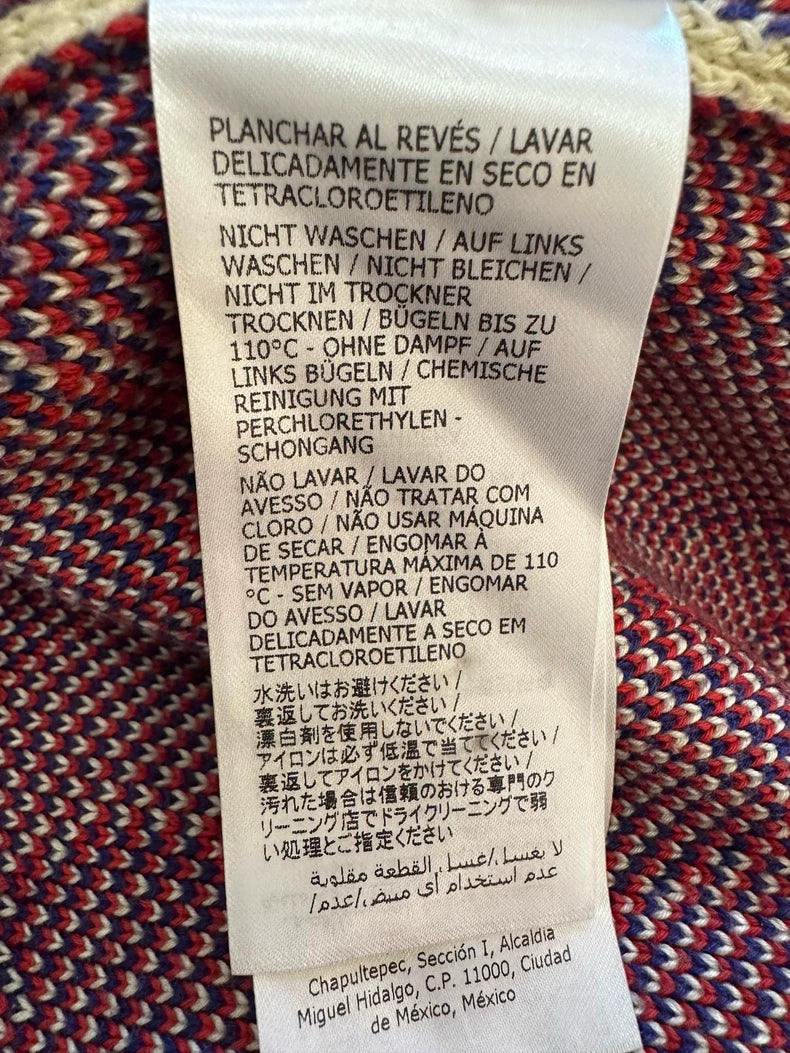 PLANCHAR AL REVÉS / LAVAR
DELICADAMENTE EN SECO EN
TETRACLOROETILENO
NICHT WASCHEN / AUF LINKS
WASCHEN / NICHT BLEICHEN /
NICHT IM TROCKNER
TROCKNEN / BÜGELN BIS ZU
110°C - OHNE DAMPF / AUF
LINKS BÜGELN / CHEMISCHE
REINIGUNG MIT
PERCHLORETHYLEN -
SCHONGANG
NÃO LAVAR / LAVAR DO
AVESSO / NÃO TRATAR COM
CLORO / NÃO USAR MÁQUINA
DE SECAR / ENGOMAR À
TEMPERATURA MÁXIMA DE 110
°C - SEM VAPOR / ENGOMAR
DO AVESSO / LAVAR
DELICADAMENTE A SECO EM
TETRACLOROETILENO
水洗いはお避けください /
裏返してお洗いください /
漂白剤を使用しないでください /
アイロンは必ず低温で当ててください /
裏返してアイロンをかけてください /
汚れた場合は信頼のおける専門のク
リーニング店でドライクリーニングで弱
い処理とご指定ください
لا يغسل/غسل القطعة مقلوبة
عدم استخدام أي مبيض/عدم/
Chapultepec, Sección I, Alcaldia
Miguel Hidalgo, C.P. 11000, Ciudad
de México, México